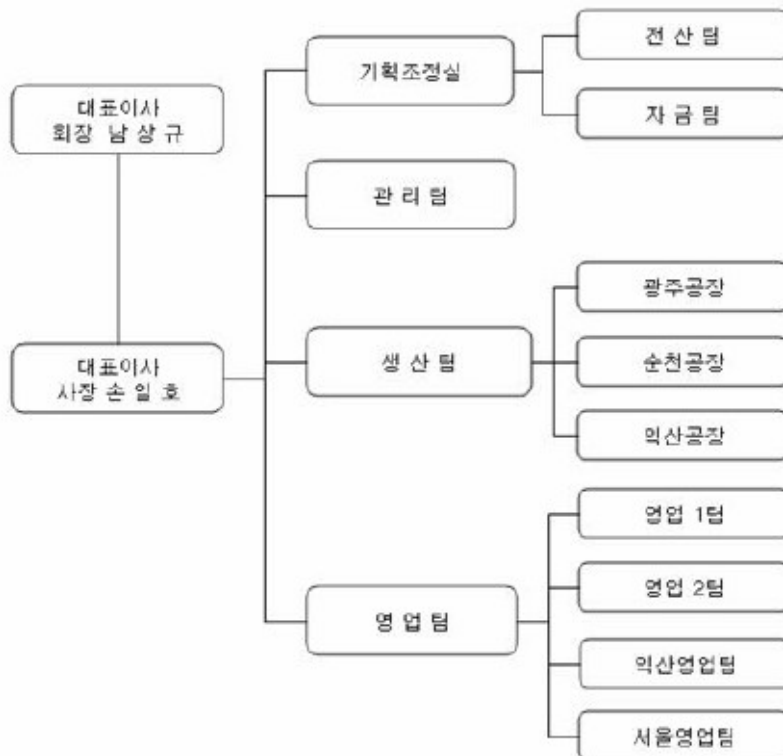 대표이사
회장 남 상 규
대표이사
사장 손 일 호
기획조정실
전 산 팀
자 금 팀
관 리 팀
생 산 팀
광주공장
순천공장
익산공장
영 업 팀
영업 1팀
영업 2팀
익산영업팀
서울영업팀